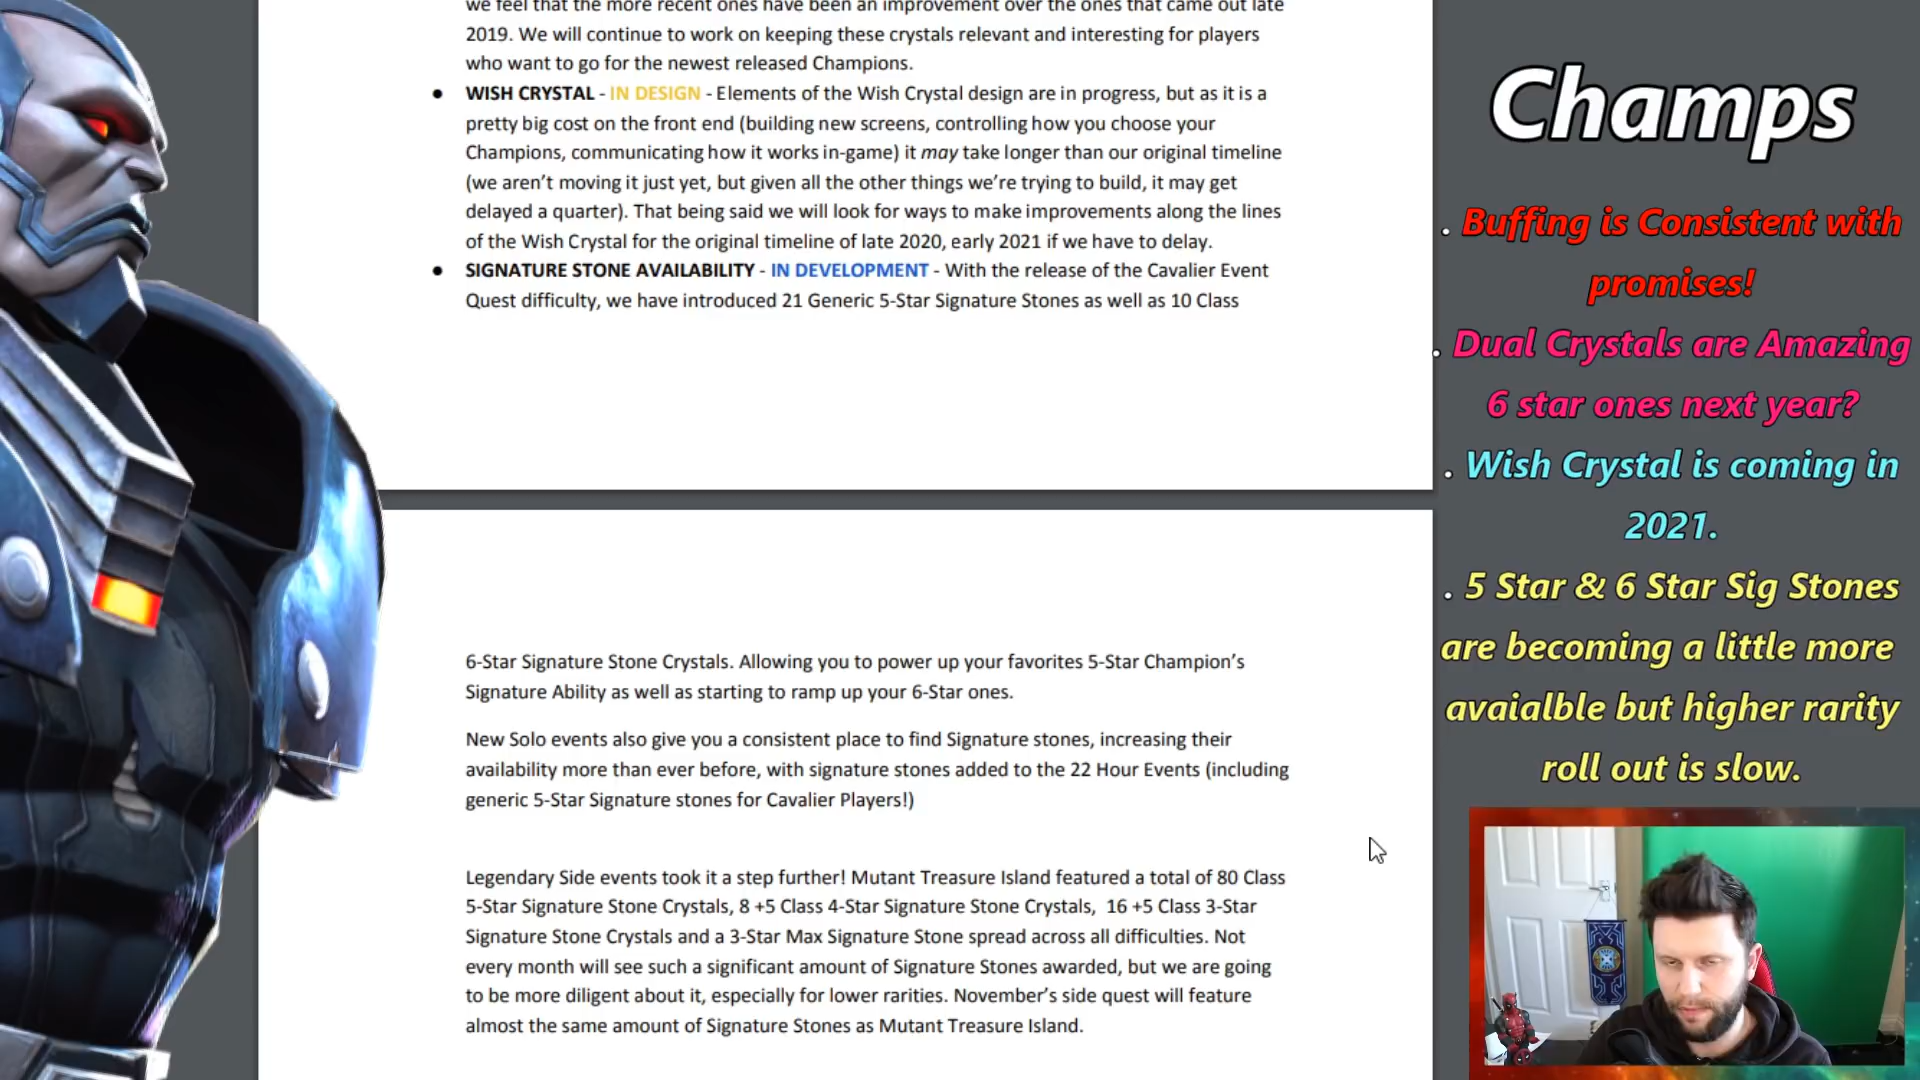 we feel that the more recent ones have been an improvement over the ones that came out late
2019. We will continue to work on keeping these crystals relevant and interesting for players
who want to go for the newest released Champions.
● WISH CRYSTAL - IN DESIGN - Elements of the Wish Crystal design are in progress, but as it is a
pretty big cost on the front end (building new screens, controlling how you choose your
Champions, communicating how it works in-game) it may take longer than our original timeline
(we aren’t moving it just yet, but given all the other things we’re trying to build, it may get
delayed a quarter). That being said we will look for ways to make improvements along the lines
of the Wish Crystal for the original timeline of late 2020, early 2021 if we have to delay.
● SIGNATURE STONE AVAILABILITY - IN DEVELOPMENT - With the release of the Cavalier Event
Quest difficulty, we have introduced 21 Generic 5-Star Signature Stones as well as 10 Class
6-Star Signature Stone Crystals. Allowing you to power up your favorites 5-Star Champion’s
Signature Ability as well as starting to ramp up your 6-Star ones.
New Solo events also give you a consistent place to find Signature stones, increasing their
availability more than ever before, with signature stones added to the 22 Hour Events (including
generic 5-Star Signature stones for Cavalier Players!)
Legendary Side events took it a step further! Mutant Treasure Island featured a total of 80 Class
5-Star Signature Stone Crystals, 8 +5 Class 4-Star Signature Stone Crystals, 16 +5 Class 3-Star
Signature Stone Crystals and a 3-Star Max Signature Stone spread across all difficulties. Not
every month will see such a significant amount of Signature Stones awarded, but we are going
to be more diligent about it, especially for lower rarities. November’s side quest will feature
almost the same amount of Signature Stones as Mutant Treasure Island.
Champs
. Buffing is Consistent with
promises!
. Dual Crystals are Amazing
6 star ones next year?
. Wish Crystal is coming in
2021.
. 5 Star & 6 Star Sig Stones
are becoming a little more
avaialble but higher rarity
roll out is slow.